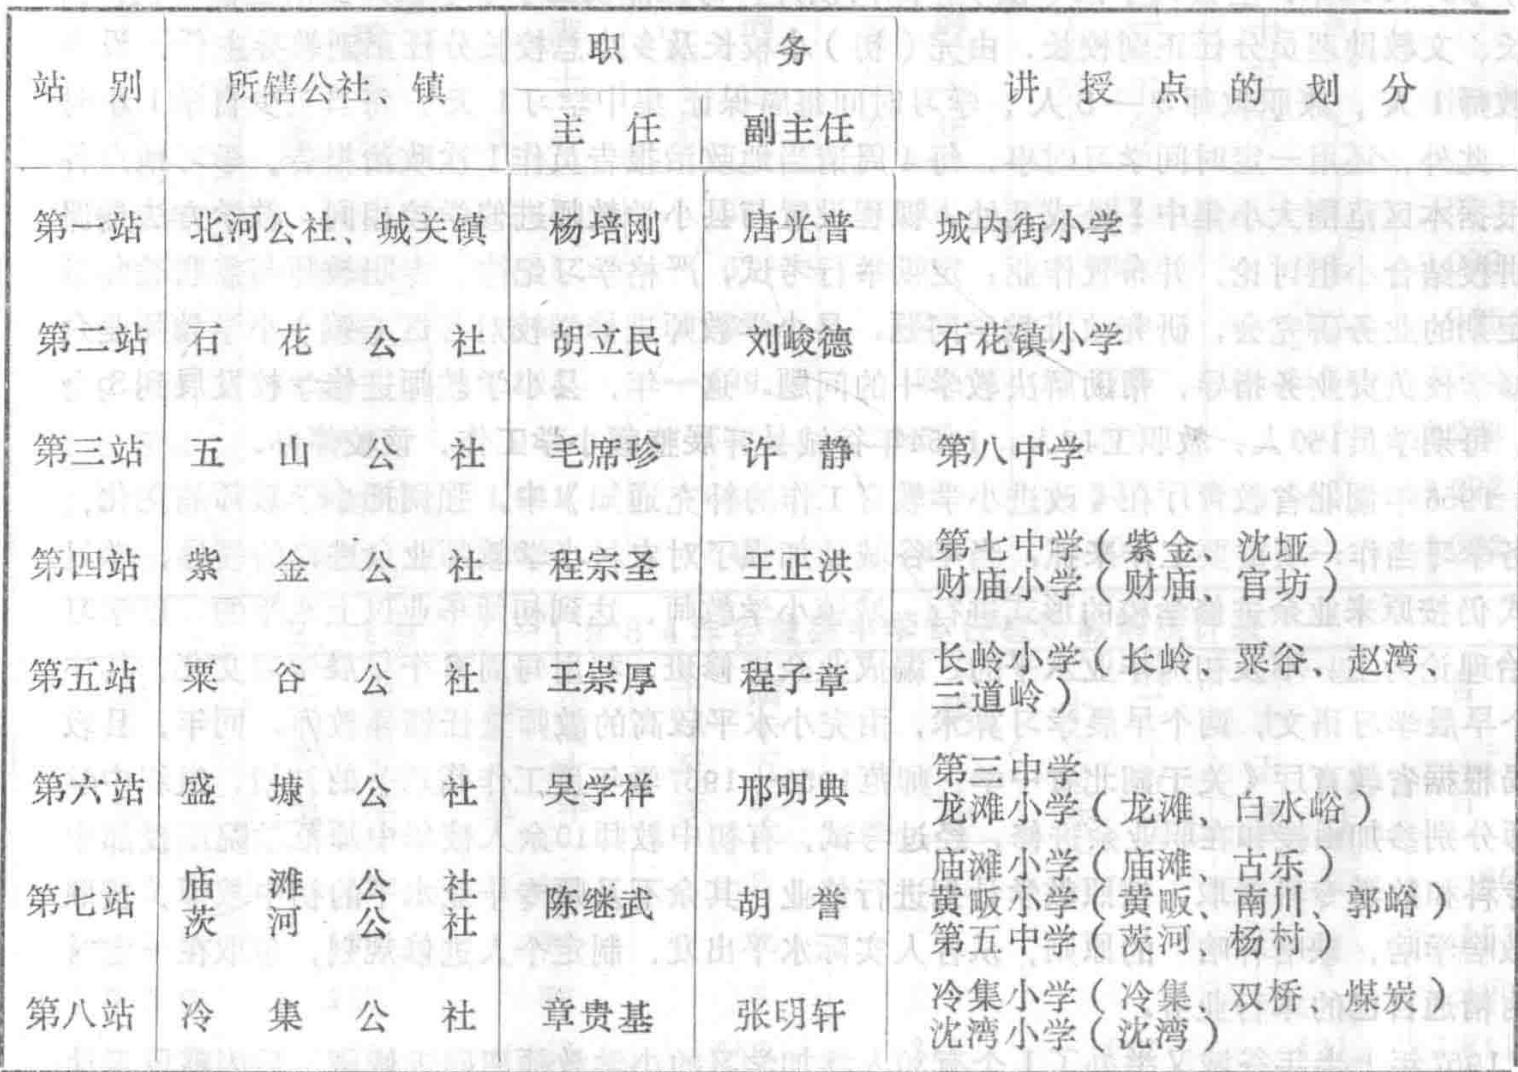 站 别 所辖公社、镇 职 务 讲 授 点 的 划 分
主 任 副主任
第一站 北河公社、城关镇 杨培刚 唐光普 城内街小学
第二站 石 花 公 社 胡立民 刘峻德 石花镇小学
第三站 五 山 公 社 毛席珍 许 静 第八中学
第四站 紫 金 公 社 程宗圣 王正洪 第七中学(紫金、沈垭)
财庙小学(财庙、官坊)
第五站 粟 谷 公 社 王崇厚 程子章 长岭小学(长岭、粟谷、赵湾、
三道岭)
第六站 盛 塘 公 社 吴学祥 邢明典 第三中学
龙滩小学(龙滩、白水峪)
第七站 庙 滩 公 社 陈继武 胡 誉 庙滩小学(庙滩、古乐)
茨 河 公 社 黄畈小学(黄畈、南川、郭峪)
第五中学(茨河、杨村)
第八站 冷 集 公 社 章贵基 张明轩 冷集小学(冷集、双桥、煤炭)
沈湾小学(沈湾)